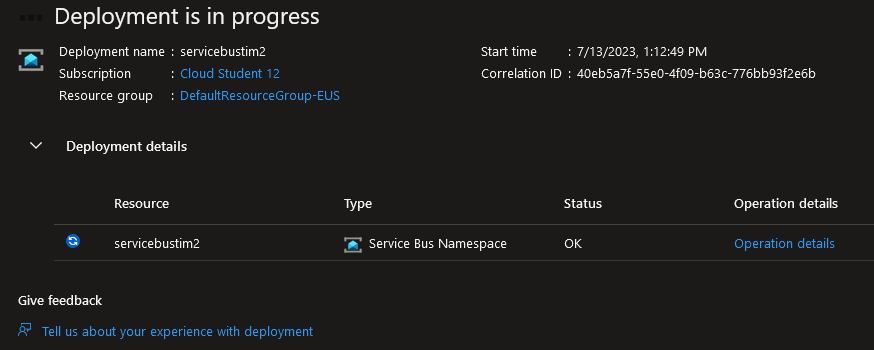 Deployment is in progress
Deployment name : servicebustim2
Subscription : Cloud Student 12
Resource group : DefaultResourceGroup-EUS
Start time : 7/13/2023, 1:12:49 PM
Correlation ID : 40eb5a7f-55e0-4f09-b63c-776bb93f2e6b
Deployment details
Resource Type Status Operation details
servicebustim2 Service Bus Namespace OK Operation details
Give feedback
Tell us about your experience with deployment